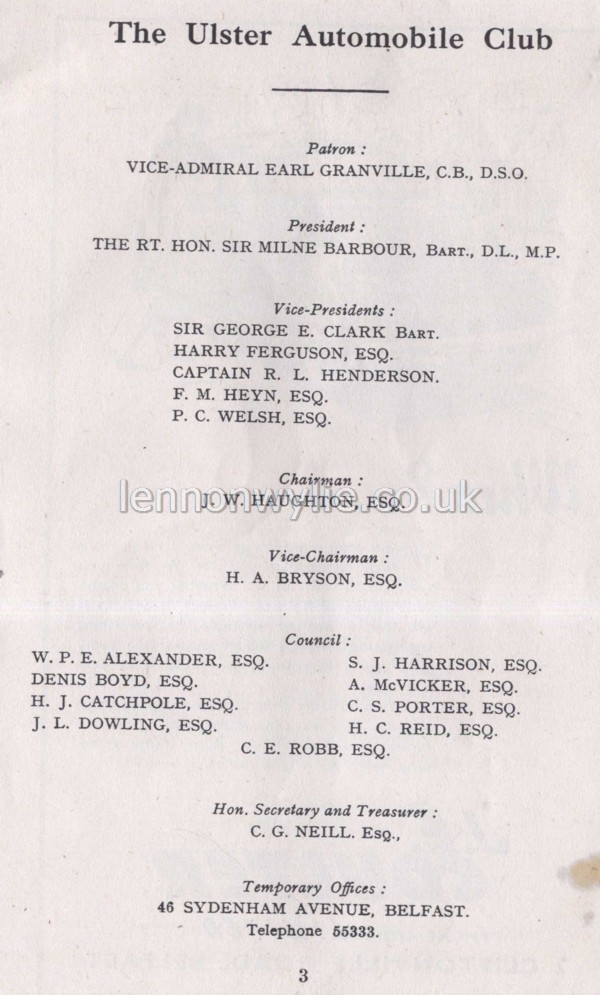 The Ulster Automobile Club
Patron :
VICE-ADMIRAL EARL GRANVILLE, C.B., D.S.O.
President :
THE RT. HON. SIR MILNE BARBOUR, BART., D.L., M.P.
Vice-Presidents :
SIR GEORGE E. CLARK BART.
HARRY FERGUSON, ESQ.
CAPTAIN R. L. HENDERSON.
F. M. HEYN, ESQ.
P. C. WELSH, ESQ.
Chairman :
lennonwylie.co.uk
J. W. HAUGHTON, ESQ.
Vice-Chairman :
H. A. BRYSON, ESQ.
Council :
W. P. E. ALEXANDER, ESQ.
DENIS BOYD, ESQ.
H. J. CATCHPOLE, ESQ.
J. L. DOWLING, ESQ.
S. J. HARRISON, ESQ.
A. McVICKER, ESQ.
C. S. PORTER, ESQ.
H. C. REID, ESQ.
C. E. ROBB, ESQ.
Hon. Secretary and Treasurer :
C. G. NEILL. Esq.,
Temporary Offices :
46 SYDENHAM AVENUE, BELFAST.
Telephone 55333.
3